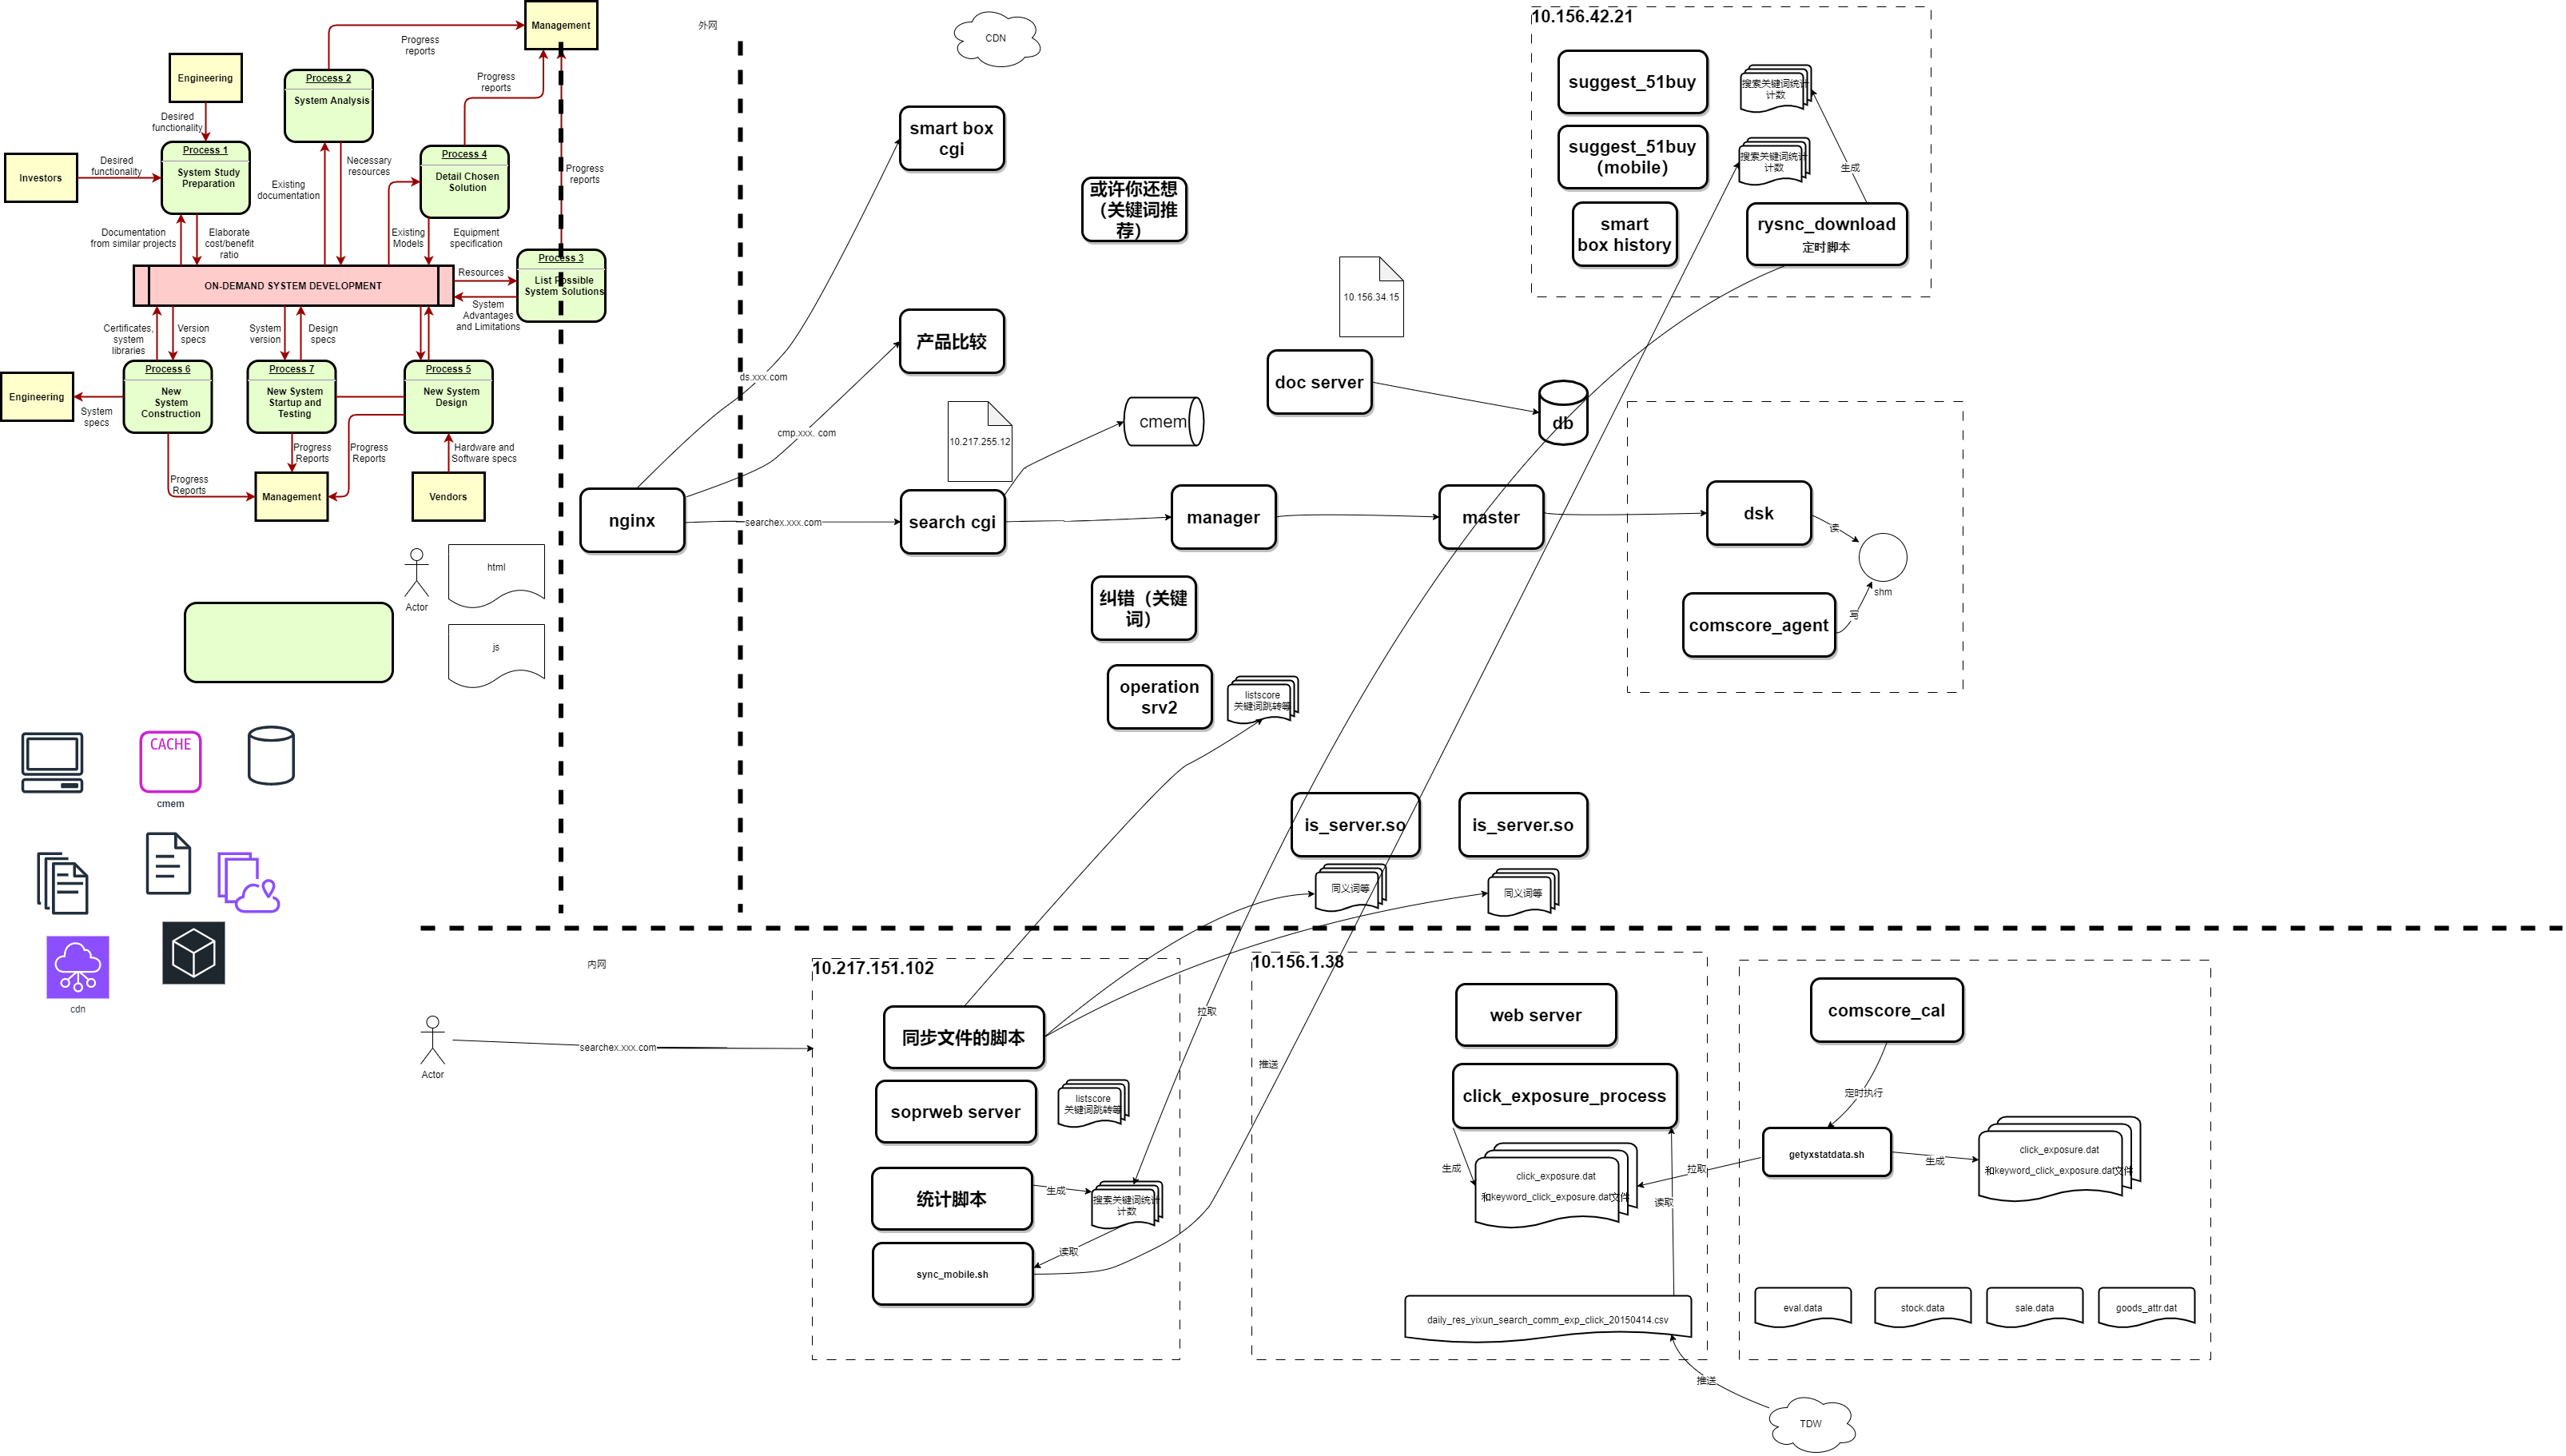 Management
Progress
reports
Engineering
Process 2
System Analysis
Progress
reports
Desired
functionality
Process 1
System Study
Preparation
Investors
Desired
functionality
Existing
documentation
Necessary
resources
Process 4
Detail Chosen
Solution
Progress
reports
Documentation
from similar projects
Elaborate
cost/benefit
ratio
Existing
Models
Equipment
specification
Process 3
List Possible
System Solutions
ON-DEMAND SYSTEM DEVELOPMENT
Resources
System
Advantages
and Limitations
Certificates,
system
libraries
Version
specs
System
version
Design
specs
Process 6
New
System
Construction
Process 7
New System
Startup and
Testing
Process 5
New System
Design
Engineering
System
specs
Progress
Reports
Progress
Reports
Progress
Reports
Hardware and
Software specs
Management
Vendors
Actor
html
js
CACHE
cmem
cdn
外网
CDN
smart box
cgi
或许你还想
（关键词推
荐）
产品比较
ds.xxx.com
cmp.xxx. com
searchex.xxx.com
nginx
10.217.255.12
search cgi
cmem
10.156.34.15
doc server
db
manager
master
dsk
读
shm
写
comscore_agent
纠错（关键
词）
operation
srv2
listscore
关键词跳转等
is_server.so
同义词等
is_server.so
同义词等
10.156.42.21
suggest_51buy
搜索关键词统计
计数
suggest_51buy
（mobile）
搜索关键词统计
计数
生成
smart
box history
rysnc_download
定时脚本
内网
Actor
searchex.xxx.com
10.217.151.102
同步文件的脚本
soprweb server
listscore
关键词跳转等
统计脚本
生成
搜索关键词统计
计数
读取
sync_mobile.sh
拉取
推送
10.156.1.38
web server
click_exposure_process
生成
click_exposure.dat
和keyword_click_exposure.dat文件
读取
拉取
daily_res_yixun_search_comm_exp_click_20150414.csv
推送
TDW
comscore_cal
定时执行
getyxstatdata.sh
生成
click_exposure.dat
和keyword_click_exposure.dat文件
eval.data
stock.data
sale.data
goods_attr.dat